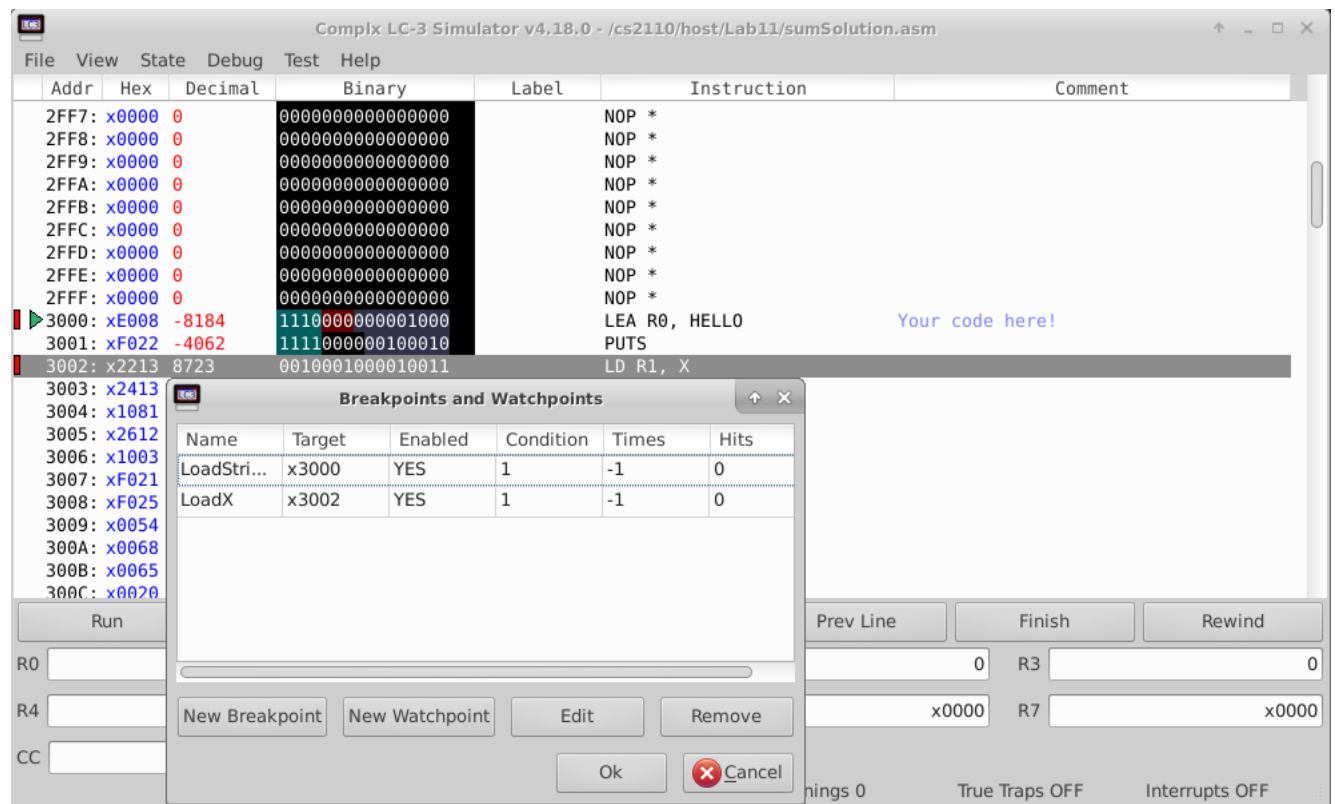 LC3 Complx LC-3 Simulator v4.18.0 - /cs2110/host/Lab11/sumSolution.asm
File View State Debug Test Help
Addr Hex Decimal Binary Label Instruction Comment
2FF7: x0000 0 0000000000000000 NOP *
2FF8: x0000 0 0000000000000000 NOP *
2FF9: x0000 0 0000000000000000 NOP *
2FFA: x0000 0 0000000000000000 NOP *
2FFB: x0000 0 0000000000000000 NOP *
2FFC: x0000 0 0000000000000000 NOP *
2FFD: x0000 0 0000000000000000 NOP *
2FFE: x0000 0 0000000000000000 NOP *
2FFF: x0000 0 0000000000000000 NOP *
3000: xE008 -8184 1110000000001000 LEA R0, HELLO Your code here!
3001: xF022 -4062 1111000000100010 PUTS
3002: x2213 8723 0010001000010011 LD R1, X
3003: x2413
3004: x1081
3005: x2612
3006: x1003
3007: xF021
3008: xF025
3009: x0054
300A: x0068
300B: x0065
300C: x0020
LC3 Breakpoints and Watchpoints
Name Target Enabled Condition Times Hits
LoadStri... x3000 YES 1 -1 0
LoadX x3002 YES 1 -1 0
New Breakpoint New Watchpoint Edit Remove
Ok Cancel
Run Prev Line Finish Rewind
R0 0 R3 0
R4 x0000 R7 x0000
CC
nings 0 True Traps OFF Interrupts OFF